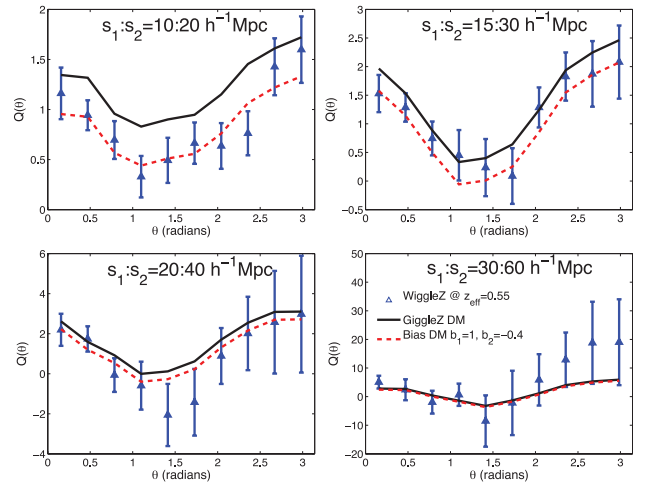 s₁:s₂=10:20 h⁻¹Mpc
Q(θ)
2
1.5
1
0.5
0
0 0.5 1 1.5 2 2.5 3
θ (radians)
s₁:s₂=15:30 h⁻¹Mpc
Q(θ)
3
2.5
2
1.5
1
0.5
0
−0.5
0 0.5 1 1.5 2 2.5 3
θ (radians)
s₁:s₂=20:40 h⁻¹Mpc
Q(θ)
6
4
2
0
−2
−4
0 0.5 1 1.5 2 2.5 3
θ (radians)
s₁:s₂=30:60 h⁻¹Mpc
WiggleZ @ z_eff=0.55
GiggleZ DM
Bias DM b₁=1, b₂=−0.4
Q(θ)
50
40
30
20
10
0
−10
−20
0 0.5 1 1.5 2 2.5 3
θ (radians)